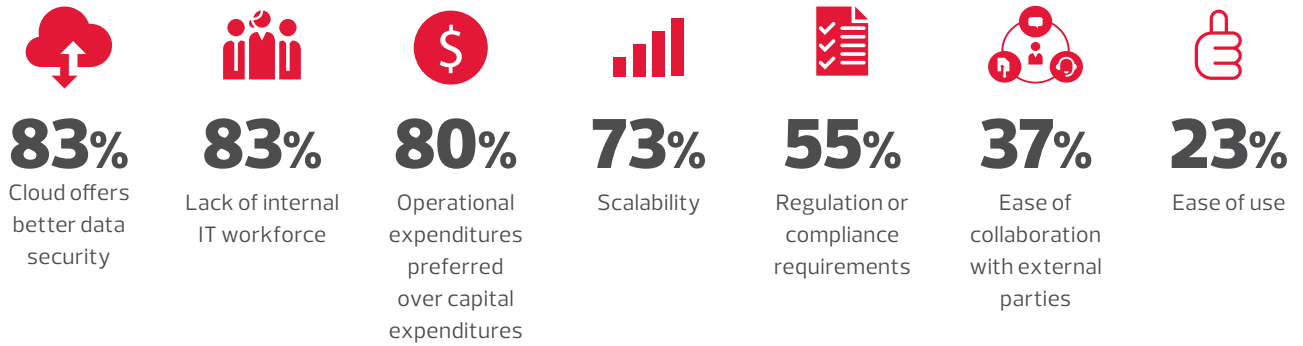 83%
Cloud offers
better data
security
83%
Lack of internal
IT workforce
80%
Operational
expenditures
preferred
over capital
expenditures
73%
Scalability
55%
Regulation or
compliance
requirements
37%
Ease of
collaboration
with external
parties
23%
Ease of use